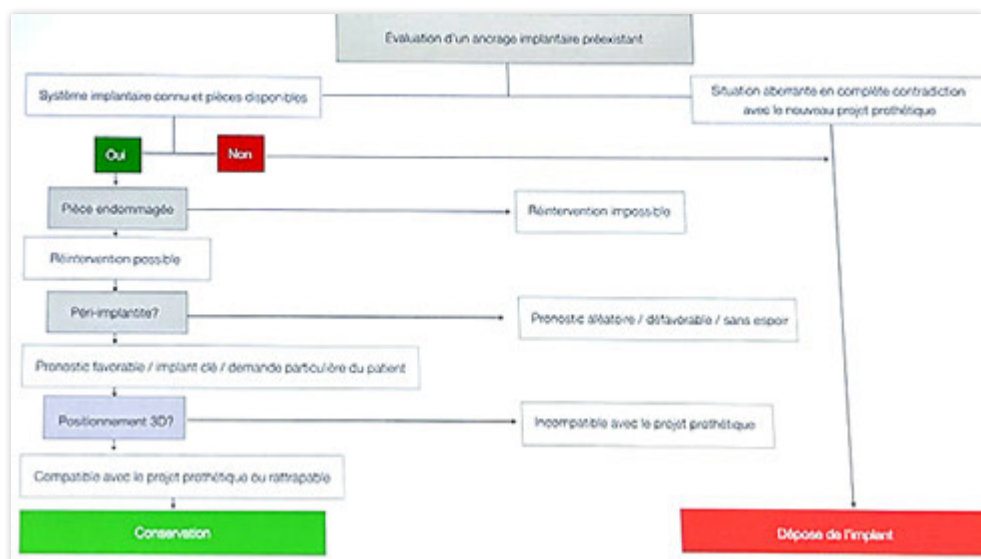 Évaluation d'un ancrage implantaire préexistant
Système implantaire connu et pièces disponibles
Situation aberrante en complète contradiction
avec le nouveau projet prothétique
Oui
Non
Pièce endommagée
Réintervention impossible
Réintervention possible
Péri-implantite?
Pronostic aléatoire / défavorable / sans espoir
Pronostic favorable / implant clé / demande particulière du patient
Positionnement 3D?
Incompatible avec le projet prothétique
Compatible avec le projet prothétique ou rattrapable
Conservation
Dépose de l'implant